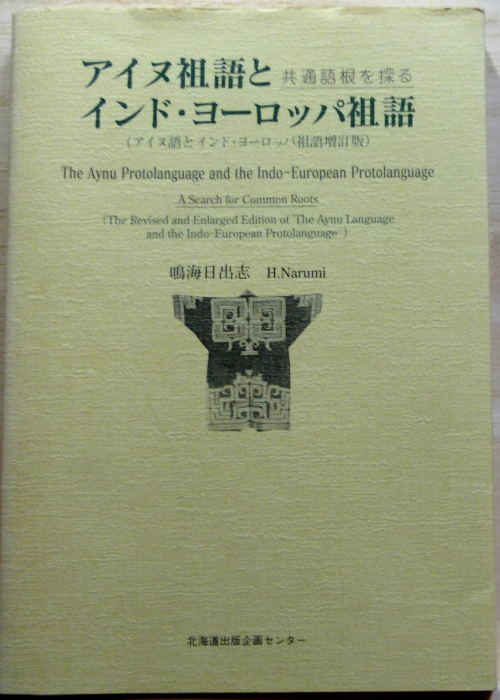 アイヌ祖語と 共通語根を探る
インド・ヨーロッパ祖語
（アイヌ語とインド・ヨーロッパ祖語増訂版）
The Aynu Protolanguage and the Indo-European Protolanguage
A Search for Common Roots
(The Revised and Enlarged Edition of "The Aynu Language
and the Indo-European Protolanguage")
鳴海日出志 H.Narumi
北海道出版企画センター